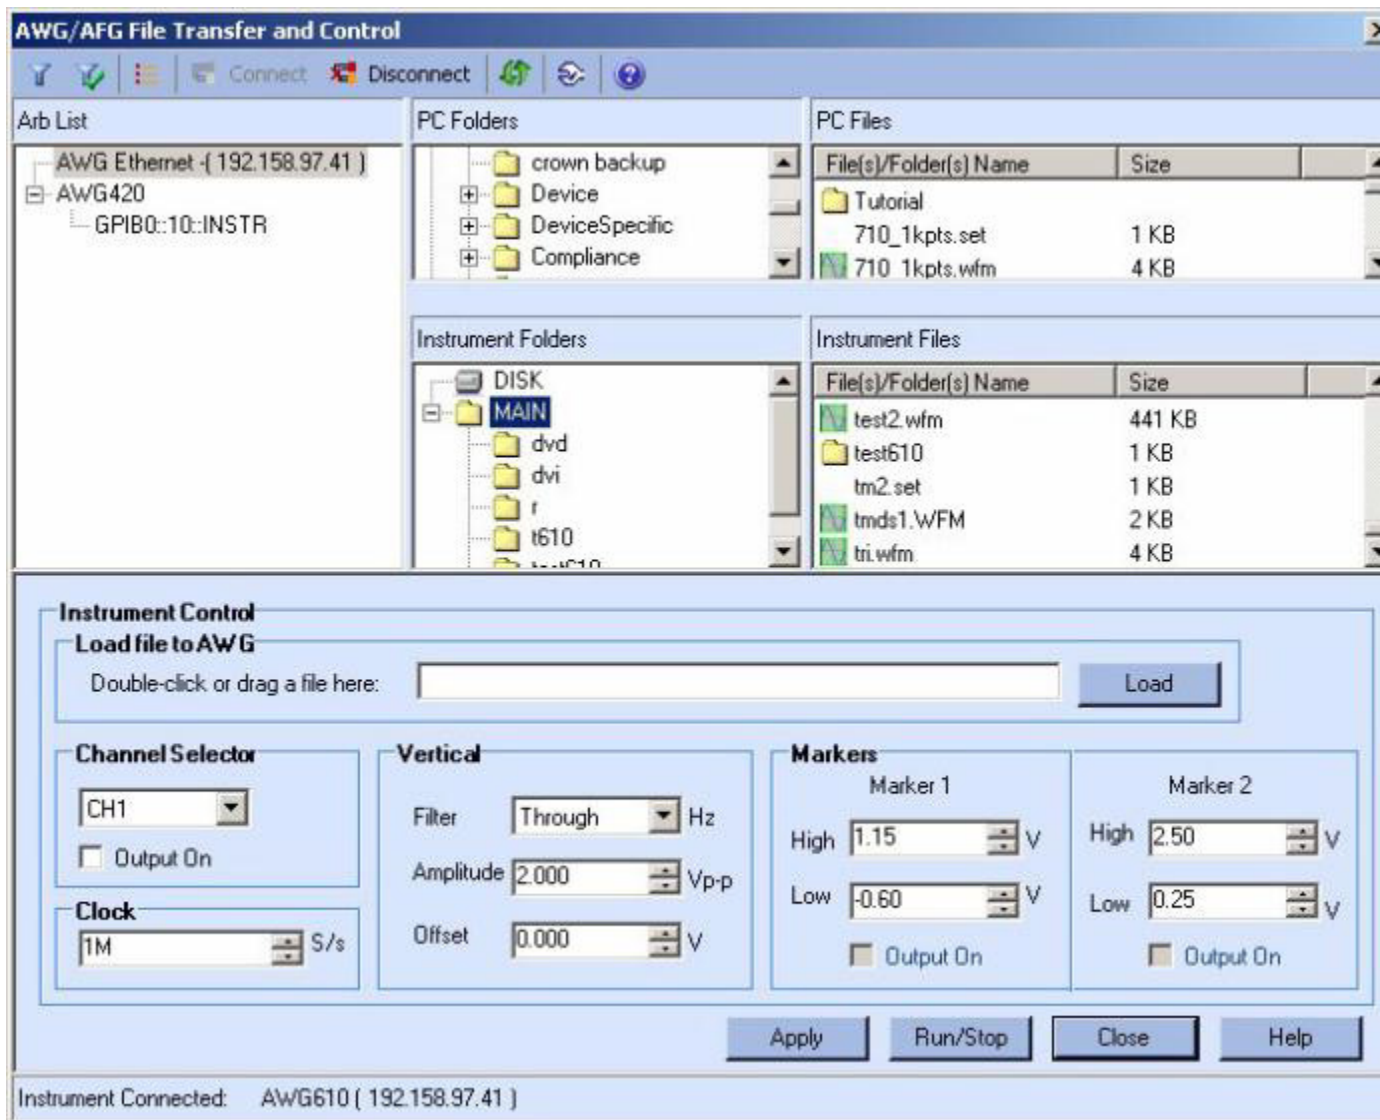 AWG/AFG File Transfer and Control
Connect Disconnect
Arb List
AWG Ethernet -( 192.158.97.41 )
AWG420
GPIB0::10::INSTR
PC Folders
crown backup
Device
DeviceSpecific
Compliance
PC Files
File(s)/Folder(s) Name Size
Tutorial
710_1kpts.set 1 KB
710_1kpts.wfm 4 KB
Instrument Folders
DISK
MAIN
dvd
dvi
r
t610
Instrument Files
File(s)/Folder(s) Name Size
test2.wfm 441 KB
test610 1 KB
tm2.set 1 KB
tmds1.WFM 2 KB
tri.wfm 4 KB
Instrument Control
Load file to AWG
Double-click or drag a file here: Load
Channel Selector
CH1
Output On
Clock
1M S/s
Vertical
Filter Through Hz
Amplitude 2.000 Vp-p
Offset 0.000 V
Markers
Marker 1
High 1.15 V
Low -0.60 V
Output On
Marker 2
High 2.50 V
Low 0.25 V
Output On
Apply Run/Stop Close Help
Instrument Connected: AWG610 ( 192.158.97.41 )